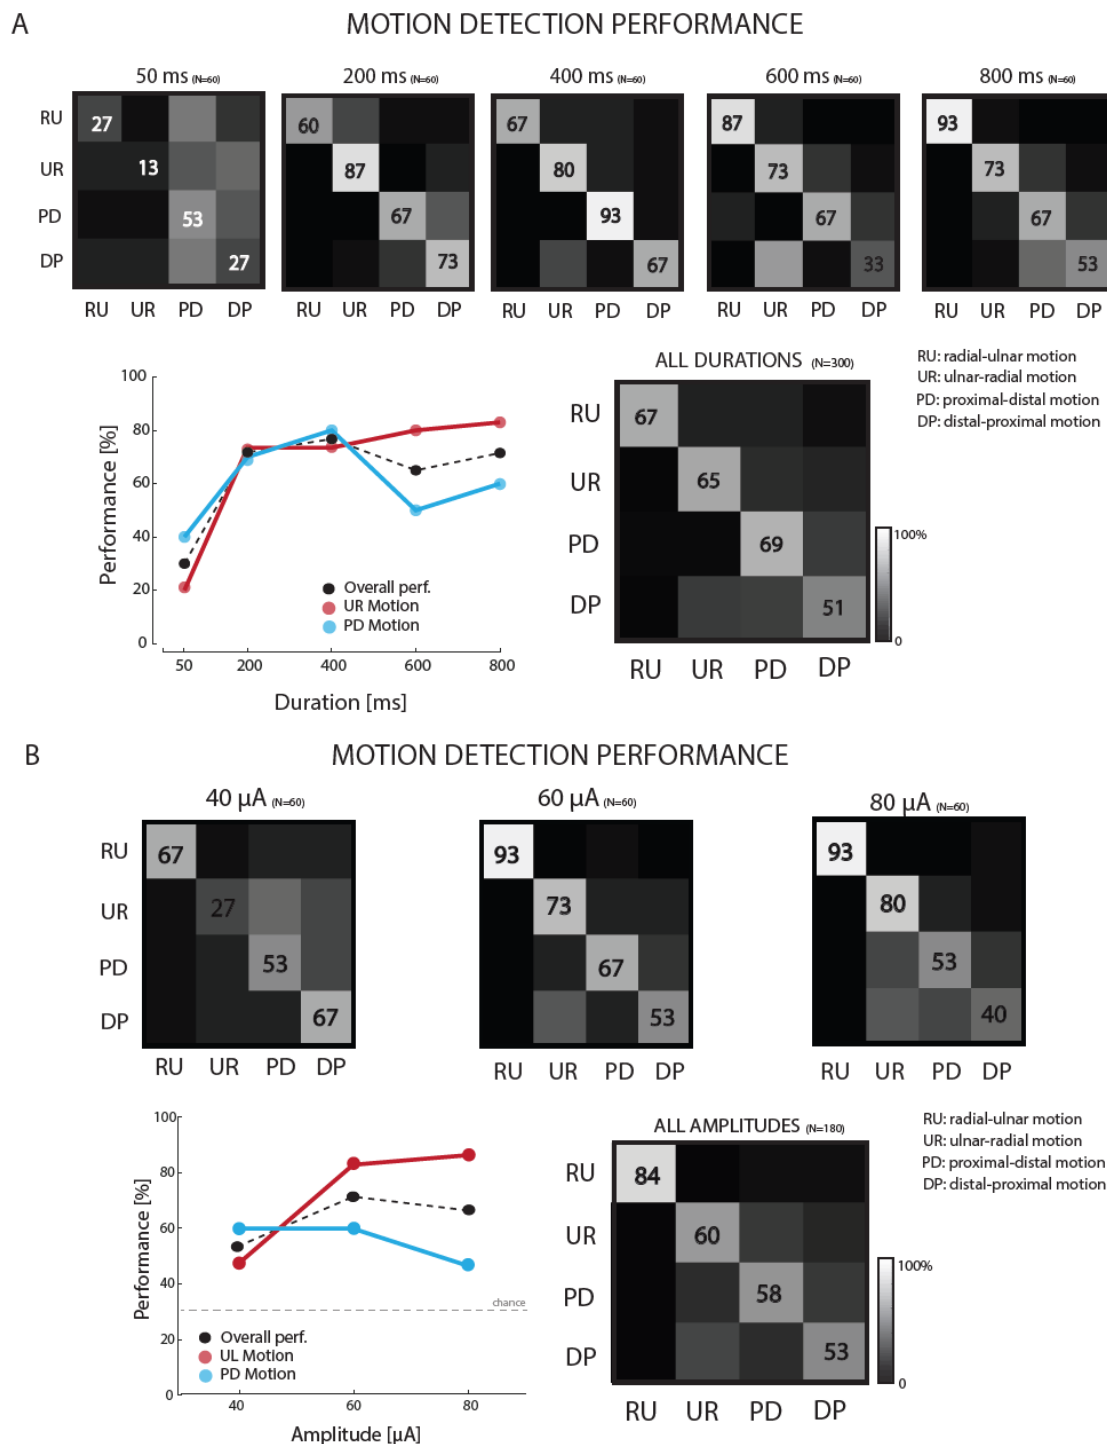 A
MOTION DETECTION PERFORMANCE
50 ms (N=60)
200 ms (N=60)
400 ms (N=60)
600 ms (N=60)
800 ms (N=60)
RU
UR
PD
DP
27
13
53
27
RU UR PD DP
60
87
67
73
RU UR PD DP
67
80
93
67
RU UR PD DP
87
73
67
33
RU UR PD DP
93
73
67
53
RU UR PD DP
Performance [%]
100
80
60
40
20
0
Overall perf.
UR Motion
PD Motion
50 200 400 600 800
Duration [ms]
ALL DURATIONS (N=300)
RU
UR
PD
DP
67
65
69
51
RU UR PD DP
100%
0
RU: radial-ulnar motion
UR: ulnar-radial motion
PD: proximal-distal motion
DP: distal-proximal motion
B
MOTION DETECTION PERFORMANCE
40 µA (N=60)
60 µA (N=60)
80 µA (N=60)
RU
UR
PD
DP
67
27
53
67
RU UR PD DP
RU
UR
PD
DP
93
73
67
53
RU UR PD DP
RU
UR
PD
DP
93
80
53
40
RU UR PD DP
Performance [%]
100
80
60
40
20
0
chance
Overall perf.
UL Motion
PD Motion
40 60 80
Amplitude [µA]
ALL AMPLITUDES (N=180)
RU
UR
PD
DP
84
60
58
53
RU UR PD DP
100%
0
RU: radial-ulnar motion
UR: ulnar-radial motion
PD: proximal-distal motion
DP: distal-proximal motion